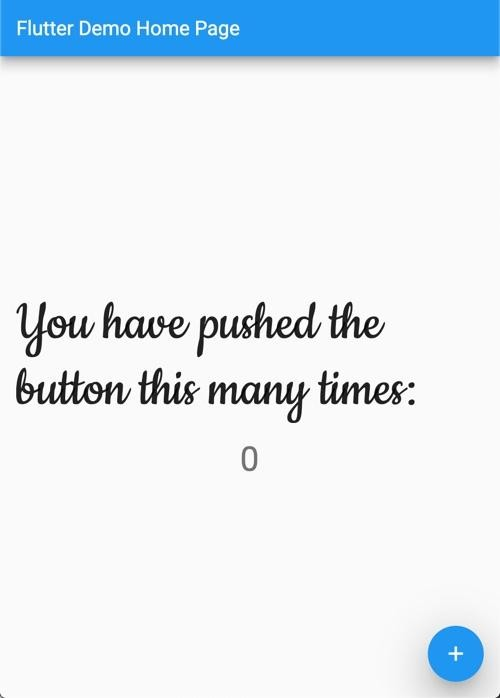 Flutter Demo Home Page
You have pushed the
button this many times:
0
+